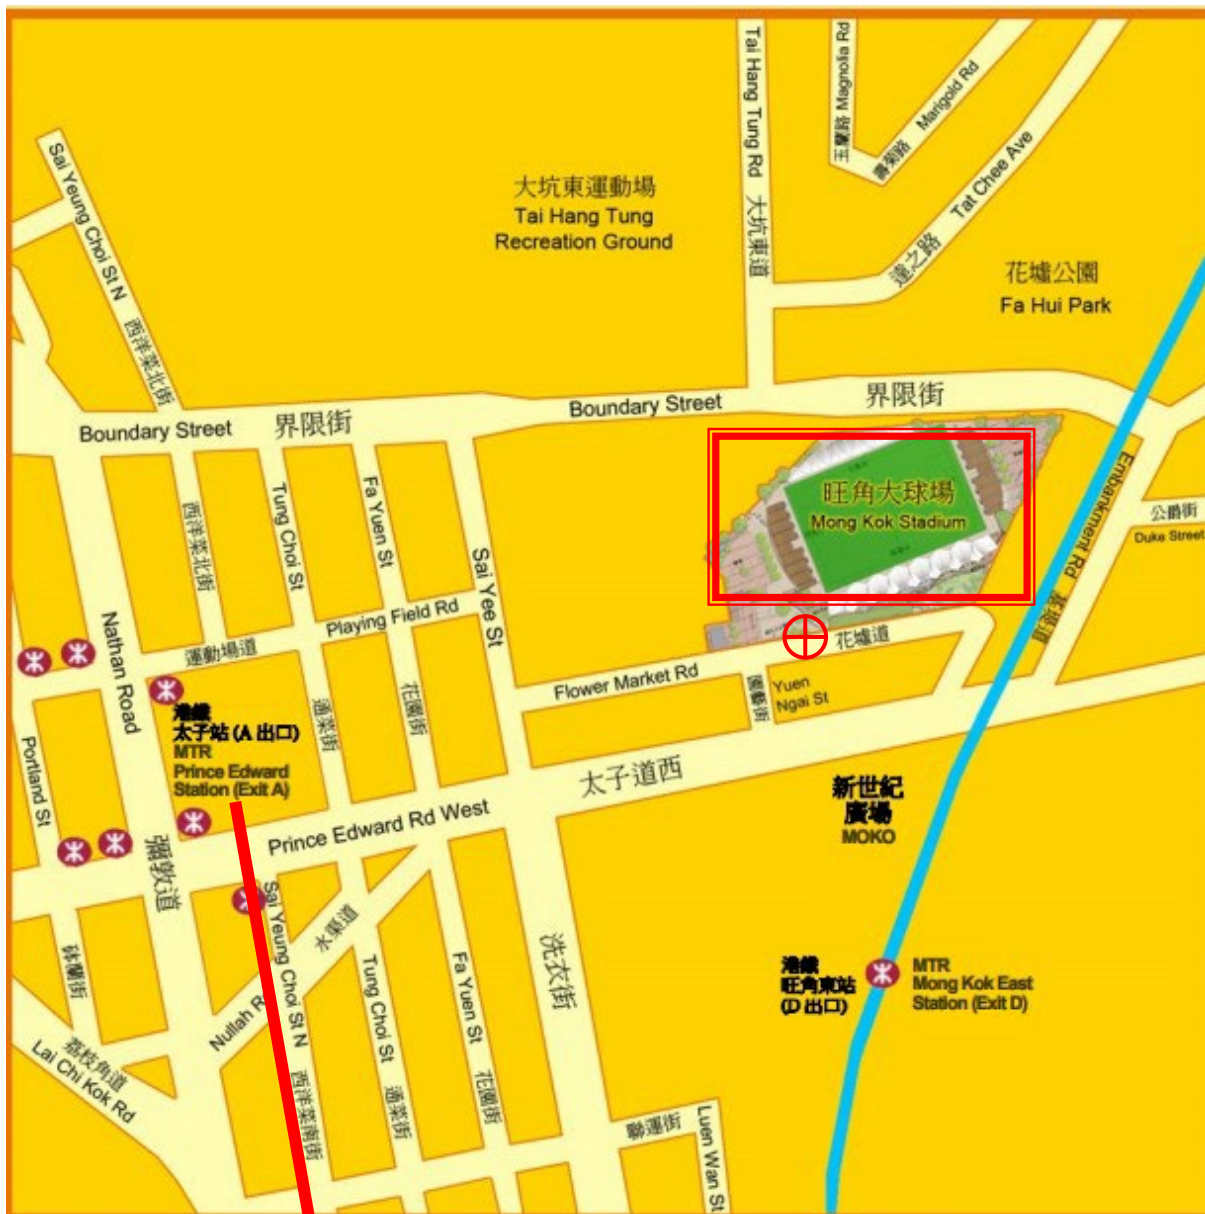 Tai Hang Tung Rd
大坑東道
玉蘭路 Magnolia Rd
壽菊路 Marigold Rd
達之路 Tat Chee Ave
Sai Yeung Choi St N
西洋菜北街
大坑東運動場
Tai Hang Tung
Recreation Ground
花墟公園
Fa Hui Park
Boundary Street 界限街
Boundary Street 界限街
旺角大球場
Mong Kok Stadium
Embankment Rd
基堤道
公爵街
Duke Street
西洋菜北街
Tung Choi St
通菜街
Fa Yuen St
花園街
Sai Yee St
Nathan Road
彌敦道
運動場道 Playing Field Rd
Flower Market Rd 花墟道
園藝街
Yuen
Ngai St
港鐵
太子站 (A 出口)
MTR
Prince Edward
Station (Exit A)
Portland St
砵蘭街
Prince Edward Rd West 太子道西
新世紀
廣場
MOKO
Sai Yeung Choi St N
西洋菜南街
水渠道
Nullah R
Tung Choi St
通菜街
Fa Yuen St
花園街
洗衣街
港鐵
旺角東站
(D 出口)
MTR
Mong Kok East
Station (Exit D)
荔枝角道
Lai Chi Kok Rd
聯運街
Luen Wan St